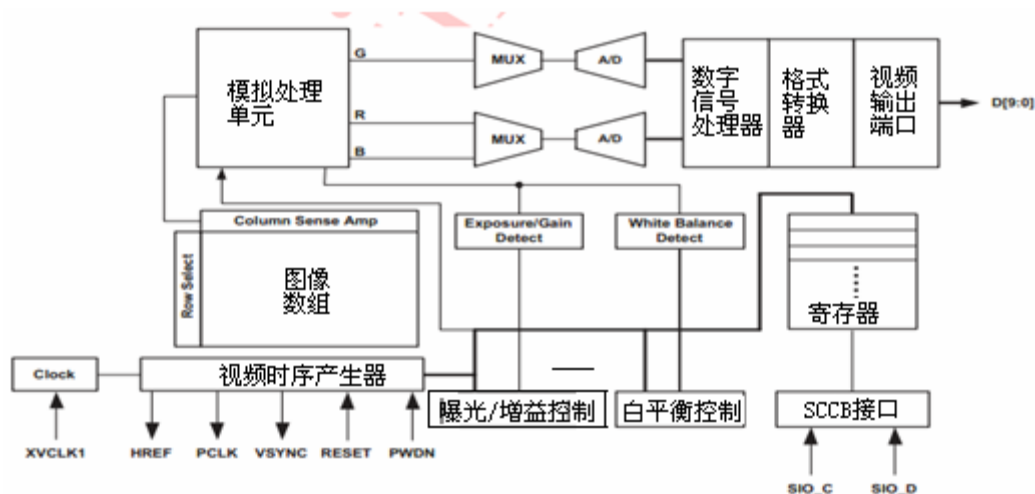 模拟处理
单元
G
R
B
MUX
A/D
MUX
A/D
数字
信号
处理器
格式
转换
器
视频
输出
端口
D[9:0]
Column Sense Amp
Row Select
图像
数组
Exposure/Gain
Detect
White Balance
Detect
寄存器
Clock
视频时序产生器
曝光/增益控制
白平衡控制
SCCB接口
XVCLK1
HREF
PCLK
VSYNC
RESET
PWDN
SIO_C
SIO_D